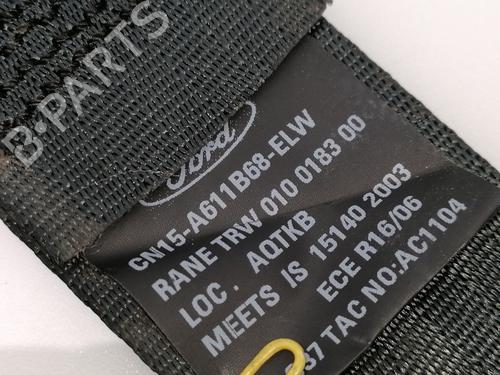 B-PARTS
Ford
CN15-A611B68-ELW
RANE TRW 010 0183 00
LOC . AQTKB
MEETS IS 15140 2003
ECE R16/06
37 TAC NO:AC1104